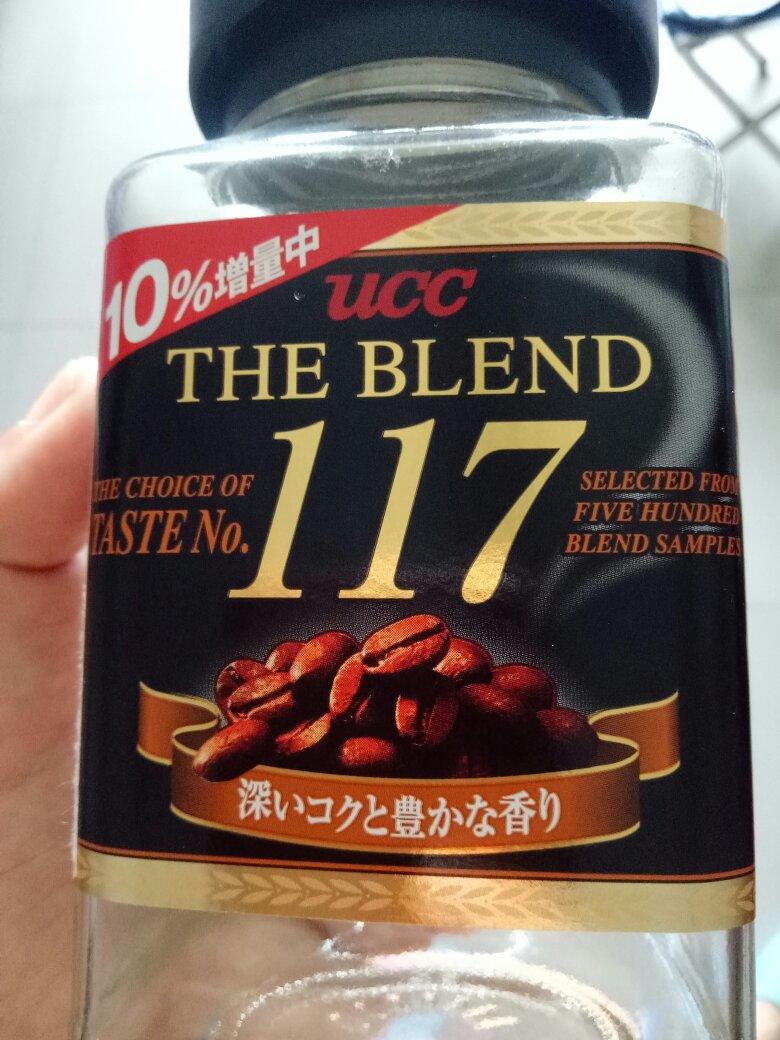 10%増量中
ucc
THE BLEND
117
THE CHOICE OF
TASTE No.
SELECTED FROM
FIVE HUNDRED
BLEND SAMPLES
深いコクと豊かな香り